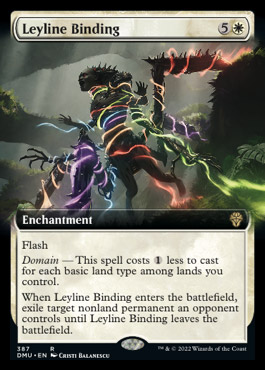 Leyline Binding 5
Enchantment
Flash
Domain — This spell costs 1 less to cast
for each basic land type among lands you
control.
When Leyline Binding enters the battlefield,
exile target nonland permanent an opponent
controls until Leyline Binding leaves the
battlefield.
387 R
DMU • EN CRISTI BALANESCU
™ & © 2022 Wizards of the Coast